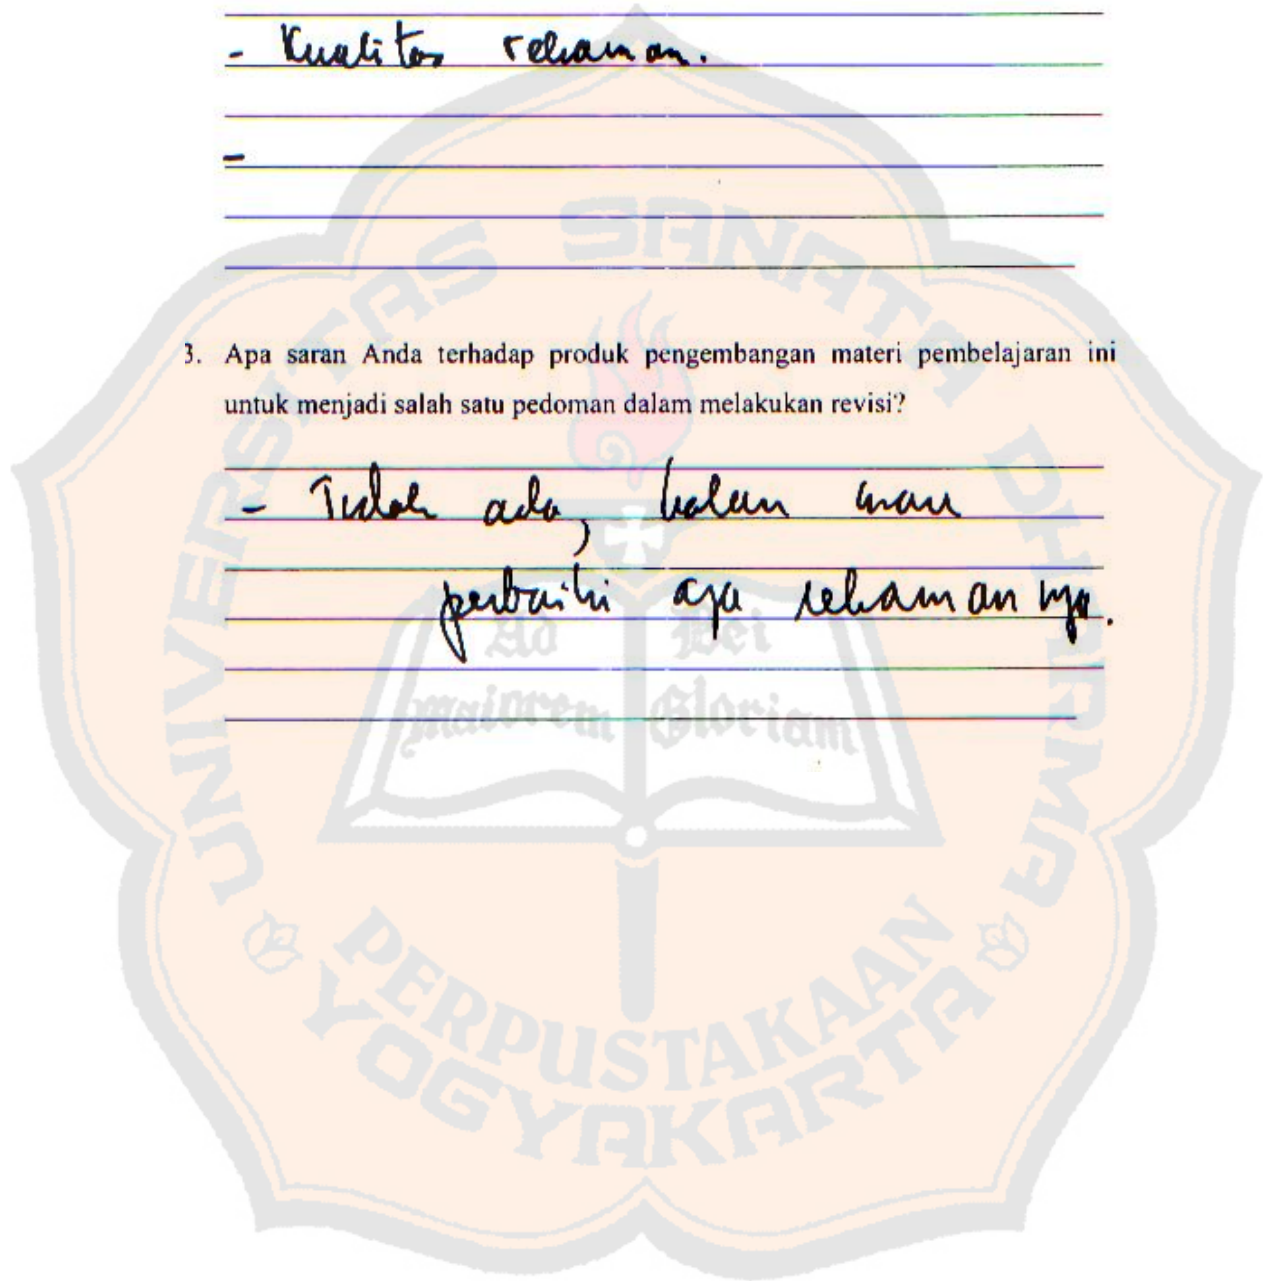 - Kualitas rekaman.
-
3. Apa saran Anda terhadap produk pengembangan materi pembelajaran ini
untuk menjadi salah satu pedoman dalam melakukan revisi?
- Tidak ada, kalau mau
perbaiki aja rekamannya.
UNIVERSITAS SANATA DHARMA
Ad Dei
maiorem Gloriam
PERPUSTAKAAN
YOGYAKARTA